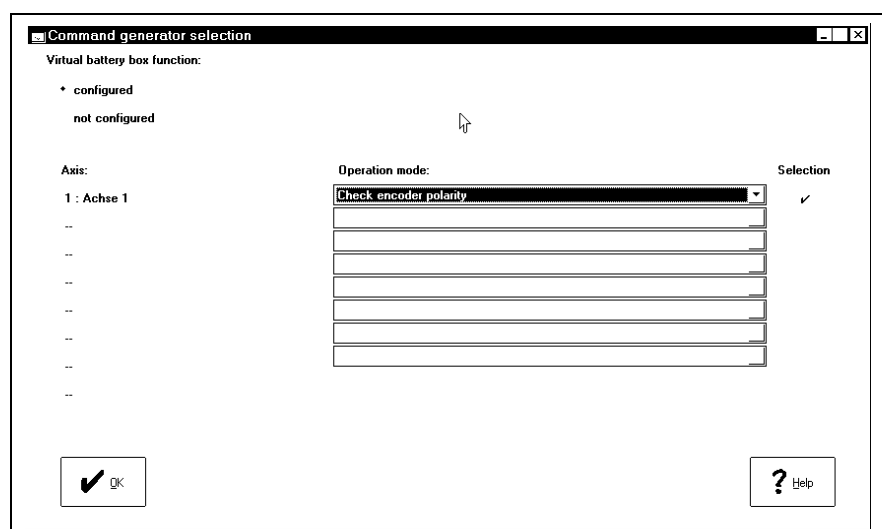 Command generator selection
Virtual battery box function:
configured
not configured
Axis: Operation mode: Selection
1 : Achse 1 Check encoder polarity
--
--
--
--
--
--
--
OK Help